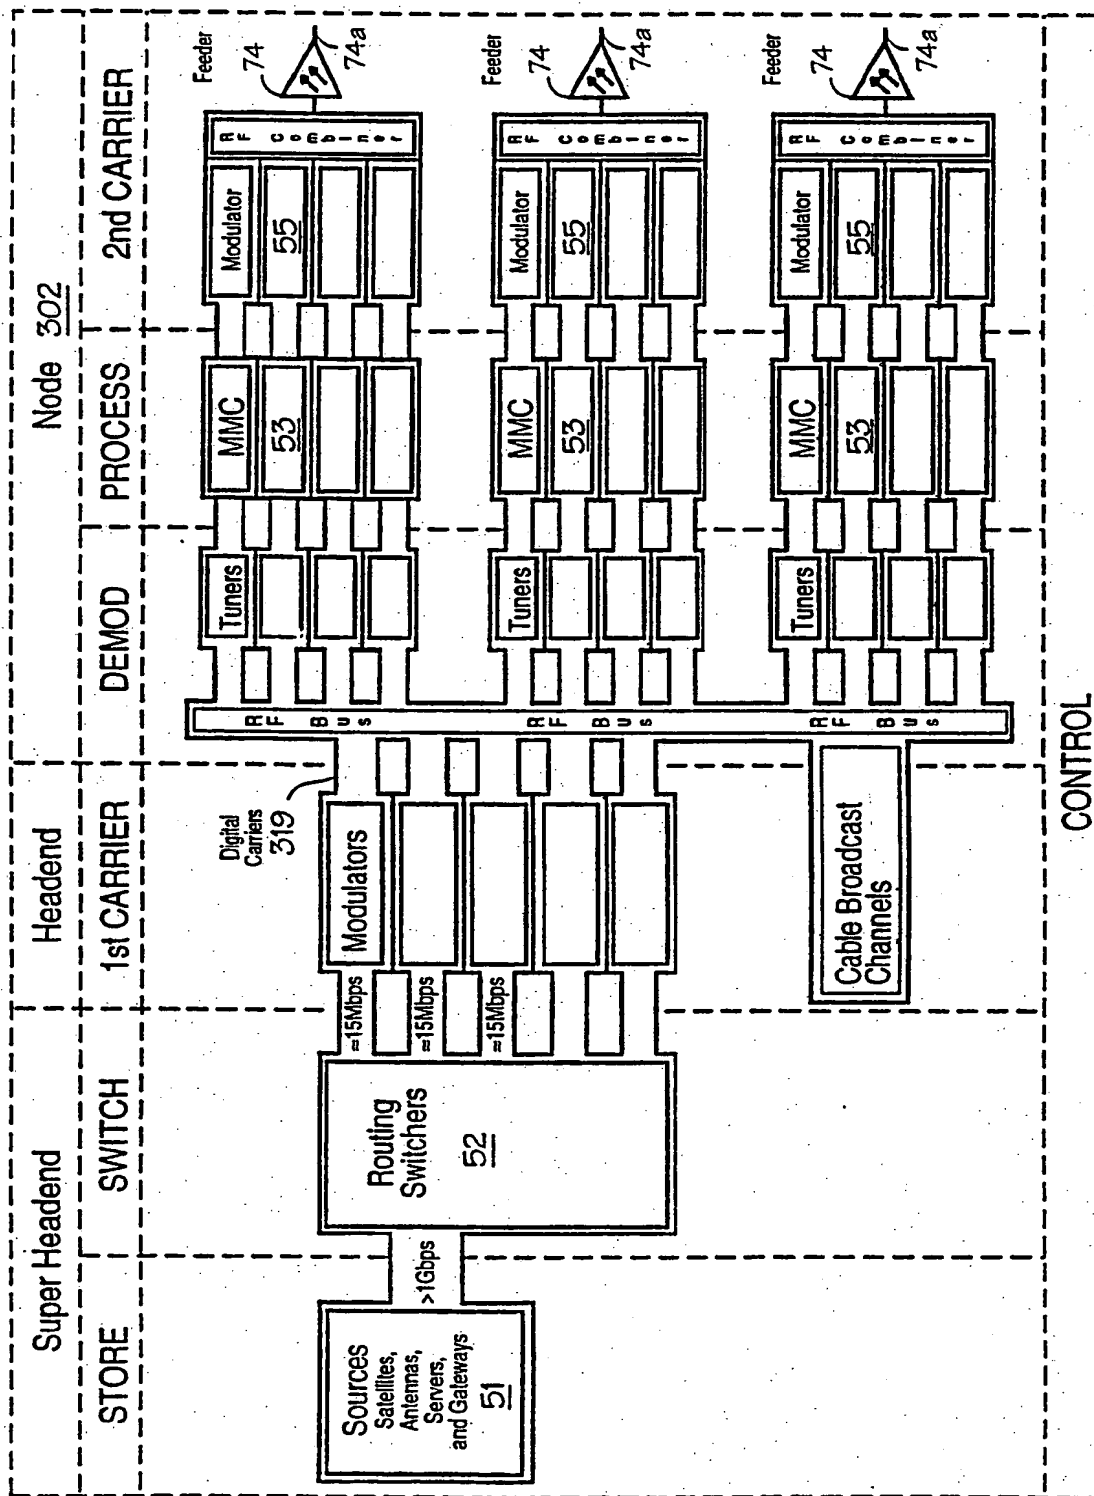 Super Headend
Headend
Node 302
STORE
SWITCH
1st CARRIER
DEMOD
PROCESS
2nd CARRIER
Sources
Satellites,
Antennas,
Servers,
and Gateways
51
>1Gbps
Routing
Switchers
52
≈15Mbps
≈15Mbps
≈15Mbps
Digital
Carriers
319
Modulators
Cable Broadcast
Channels
RF Bus
RF Bus
RF Bus
Tuners
MMC
53
Modulator
55
RF Combiner
Feeder
74
74a
Tuners
MMC
53
Modulator
55
RF Combiner
Feeder
74
74a
Tuners
MMC
53
Modulator
55
RF Combiner
Feeder
74
74a
CONTROL